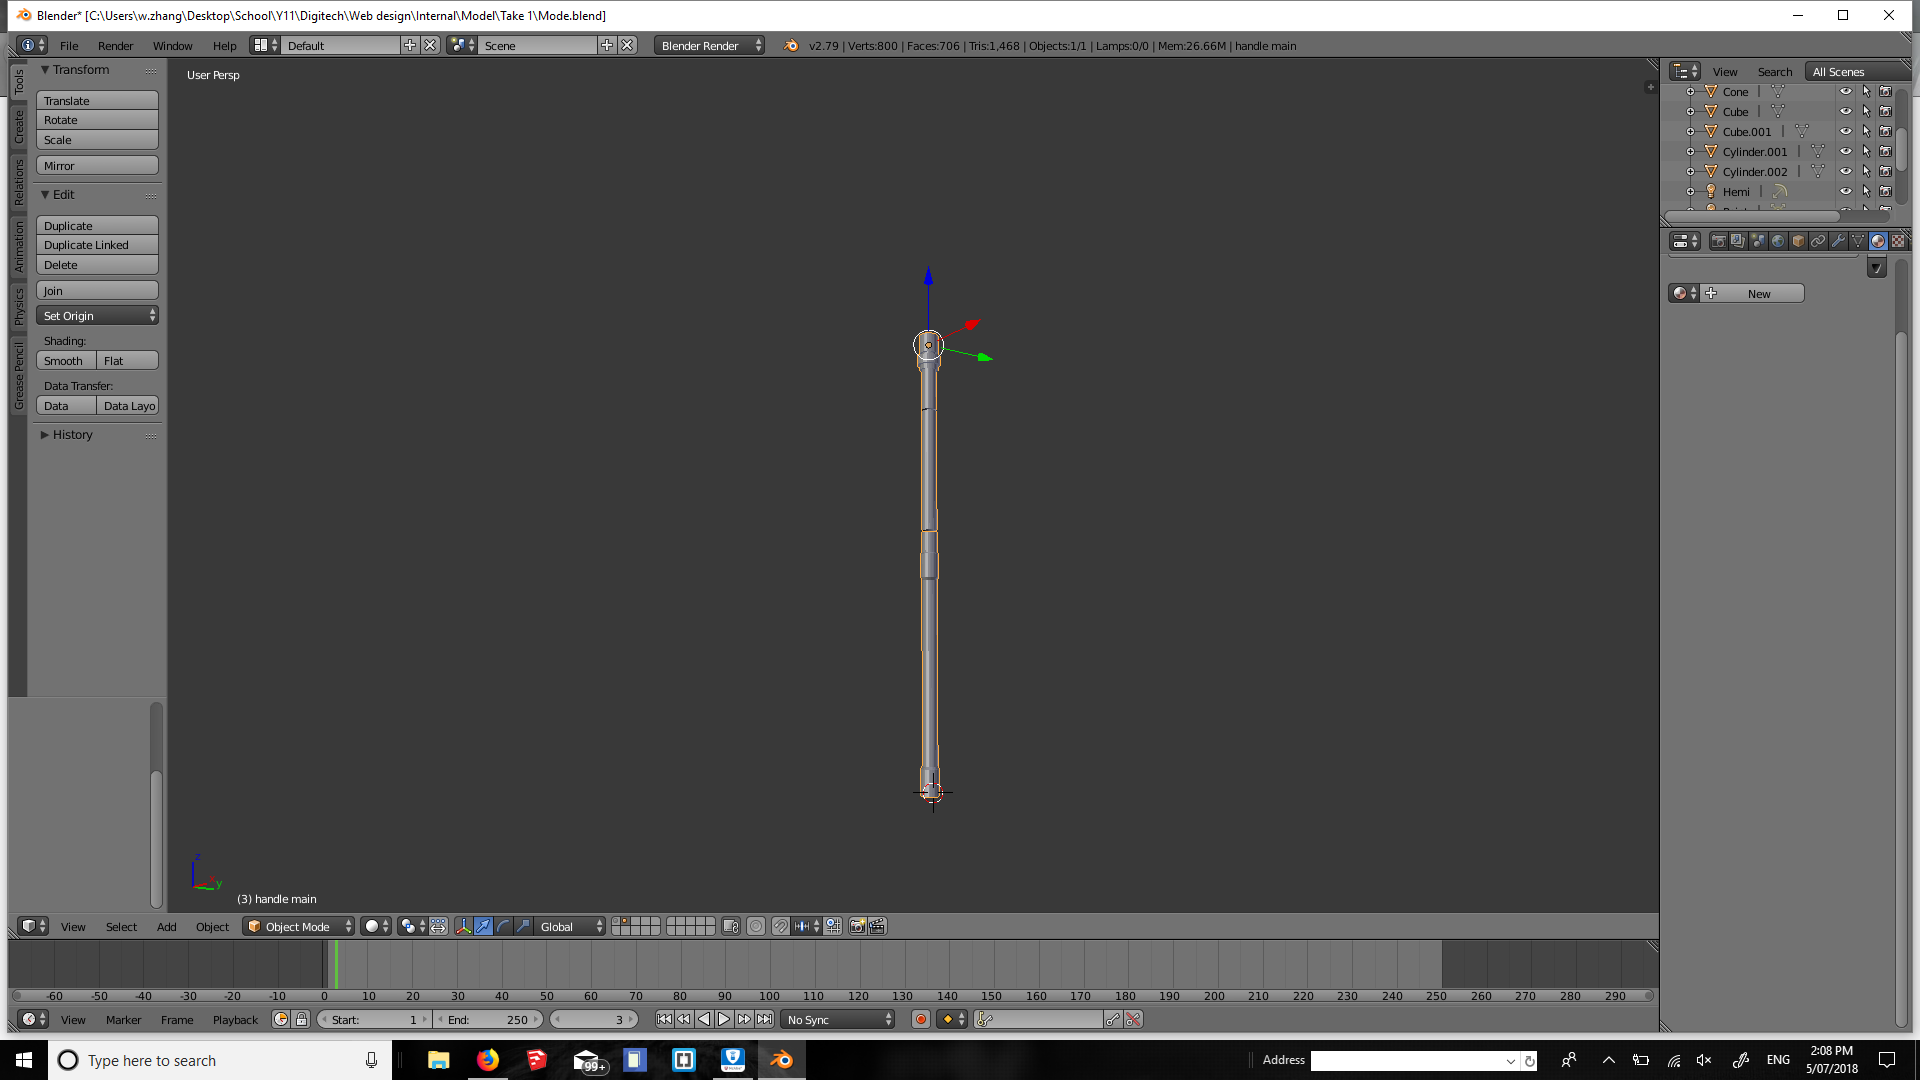 Blender* [C:\Users\w.zhang\Desktop\School\Y11\Digitech\Web design\Internal\Model\Take 1\Mode.blend]
File Render Window Help Default Scene Blender Render v2.79 | Verts:800 | Faces:706 | Tris:1,468 | Objects:1/1 | Lamps:0/0 | Mem:26.66M | handle main
Tools
Create
Relations
Animation
Physics
Grease Pencil
Transform
Translate
Rotate
Scale
Mirror
Edit
Duplicate
Duplicate Linked
Delete
Join
Set Origin
Shading:
Smooth Flat
Data Transfer:
Data Data Layo
History
User Persp
z
y
(3) handle main
View Search All Scenes
Cone
Cube
Cube.001
Cylinder.001
Cylinder.002
Hemi
New
View Select Add Object Object Mode Global
-60 -50 -40 -30 -20 -10 0 10 20 30 40 50 60 70 80 90 100 110 120 130 140 150 160 170 180 190 200 210 220 230 240 250 260 270 280 290
View Marker Frame Playback Start: 1 End: 250 3 No Sync
Type here to search
99+
Address
ENG
2:08 PM
5/07/2018